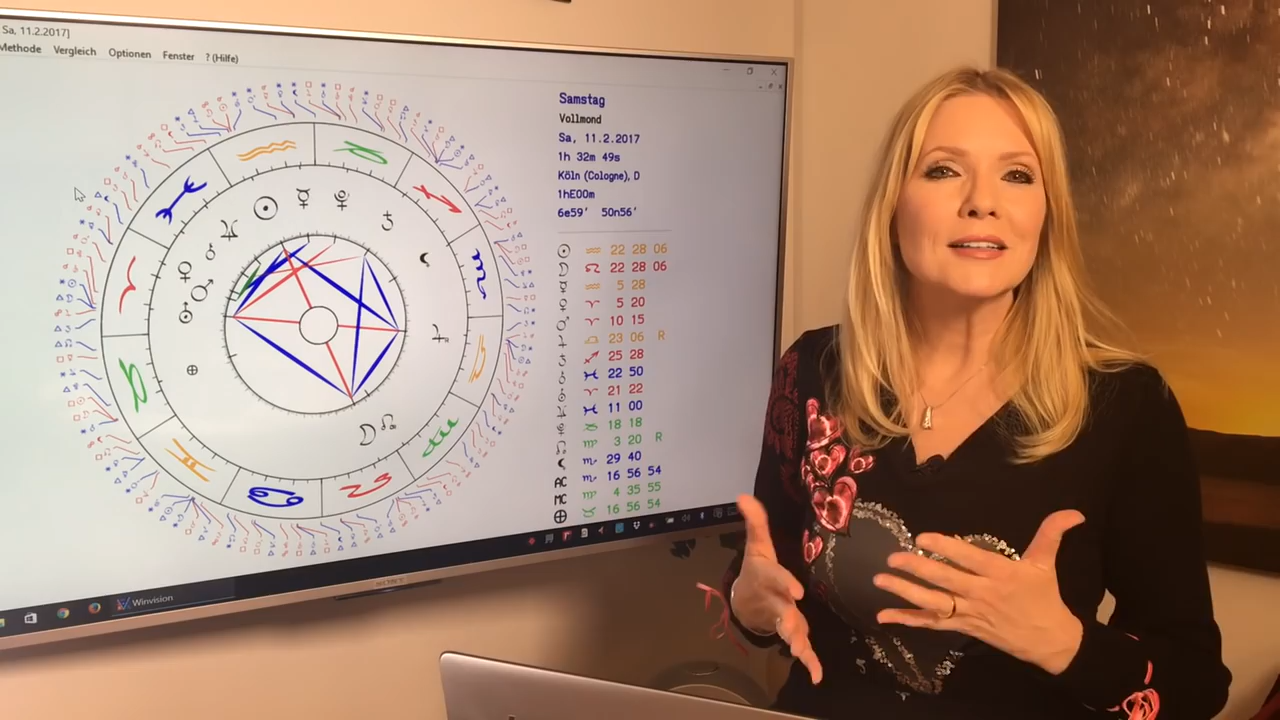 Sa, 11.2.2017]
Methode Vergleich Optionen Fenster ? (Hilfe)
Samstag
Vollmond
Sa, 11.2.2017
1h 32m 49s
Köln (Cologne), D
1hE00m
6e59' 50n56'
☉ ♒ 22 28 06
☽ ♌ 22 28 06
☿ ♒ 5 28
♀ ♈ 5 20
♂ ♈ 10 15
♃ ♎ 23 06 R
♄ ♐ 25 28
⚷ ♓ 22 50
♅ ♈ 21 22
♆ ♓ 11 00
♇ ♑ 18 18
☊ ♍ 3 20 R
⚸ ♏ 29 40
AC ♏ 16 56 54
MC ♍ 4 35 55
⊕ ♉ 16 56 54
Winvision
SONY